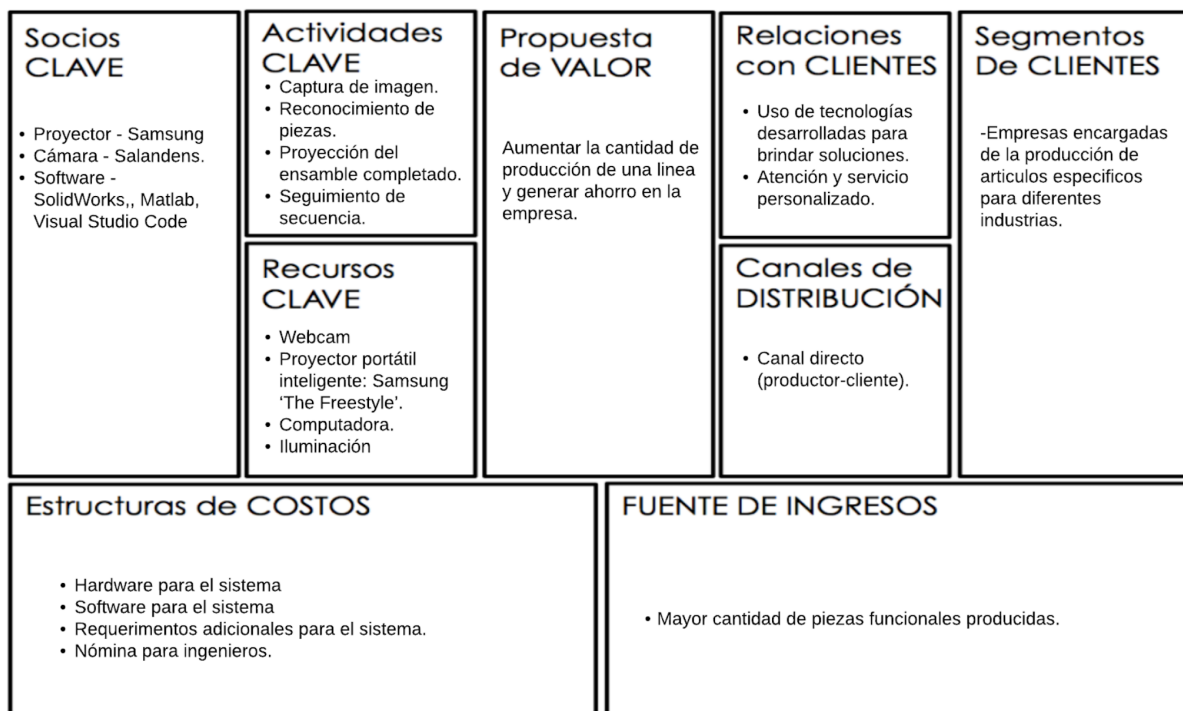 Socios
CLAVE
• Proyector - Samsung
• Cámara - Salandens.
• Software -
SolidWorks,, Matlab,
Visual Studio Code
Actividades
CLAVE
• Captura de imagen.
• Reconocimiento de
piezas.
• Proyección del
ensamble completado.
• Seguimiento de
secuencia.
Recursos
CLAVE
• Webcam
• Proyector portátil
inteligente: Samsung
‘The Freestyle’.
• Computadora.
• Iluminación
Propuesta
de VALOR
Aumentar la cantidad de
producción de una linea
y generar ahorro en la
empresa.
Relaciones
con CLIENTES
• Uso de tecnologías
desarrolladas para
brindar soluciones.
• Atención y servicio
personalizado.
Canales de
DISTRIBUCIÓN
• Canal directo
(productor-cliente).
Segmentos
De CLIENTES
-Empresas encargadas
de la producción de
articulos especificos
para diferentes
industrias.
Estructuras de COSTOS
• Hardware para el sistema
• Software para el sistema
• Requerimentos adicionales para el sistema.
• Nómina para ingenieros.
FUENTE DE INGRESOS
• Mayor cantidad de piezas funcionales producidas.